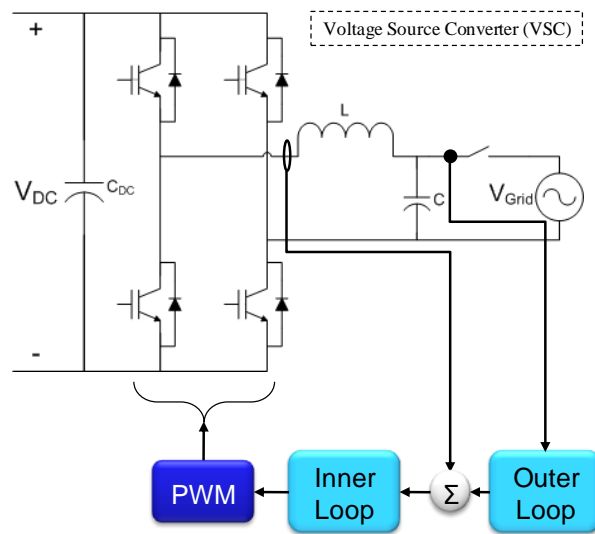 +
Voltage Source Converter (VSC)
L
V_DC
C_DC
C
V_Grid
-
PWM
Inner
Loop
Σ
Outer
Loop